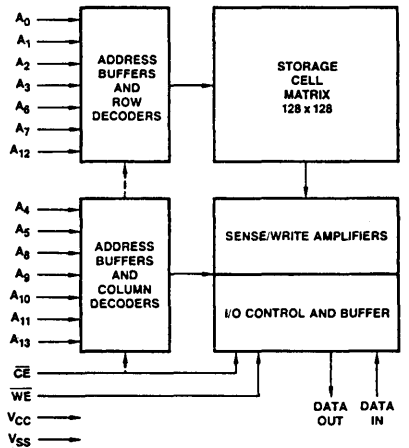 A0
A1
A2
A3
A6
A7
A12
ADDRESS
BUFFERS
AND
ROW
DECODERS
STORAGE
CELL
MATRIX
128 x 128
A4
A5
A8
A9
A10
A11
A13
ADDRESS
BUFFERS
AND
COLUMN
DECODERS
SENSE/WRITE AMPLIFIERS
I/O CONTROL AND BUFFER
C̅E̅
W̅E̅
VCC
VSS
DATA
OUT
DATA
IN